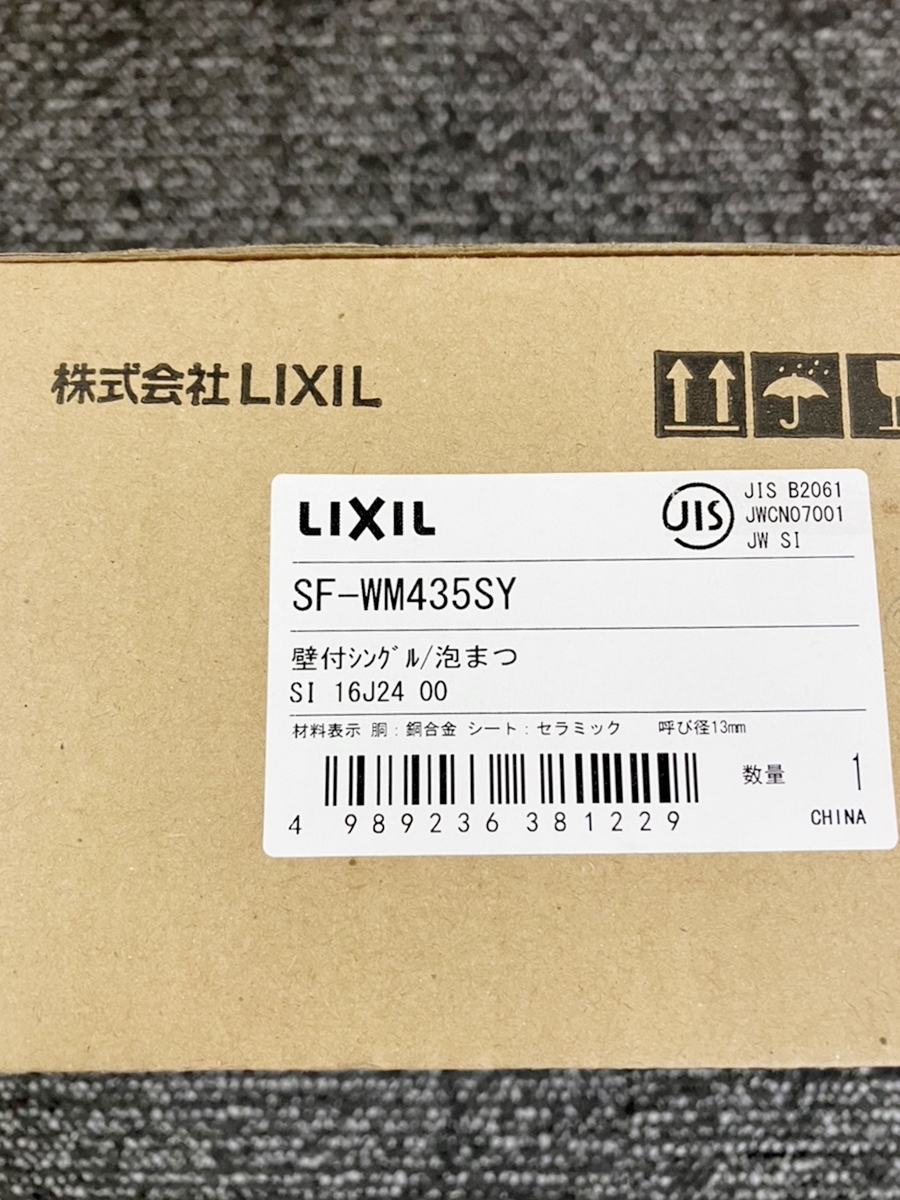 株式会社LIXIL
LIXIL
JIS
JIS B2061
JWCN07001
JW SI
SF-WM435SY
壁付ｼﾝｸﾞﾙ/泡まつ
SI 16J24 00
材料表示 胴：銅合金 シート：セラミック 呼び径13mm
数量 1
4 989236 381229
CHINA